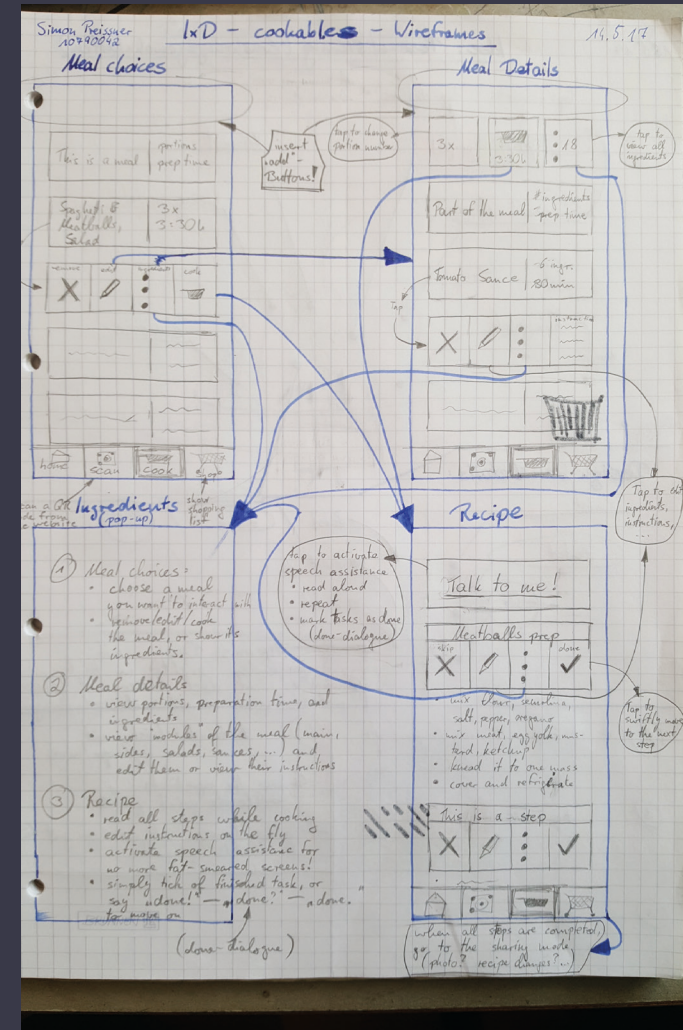 Simon Preissner
10790042
IxD - cookables - Wireframes
14.5.17
Meal choices
This is a meal
portions
prep time
Spaghetti &
Meatballs,
Salad
3x
3:30h
remove
edit
ingredients
cook
home
scan
cook
shop
show
shopping
list
insert
"add"-
Buttons!
Meal Details
tap to change
portion number
3x
3:30h
18
tap to
view all
ingredients
Part of the meal
# ingredients
prep time
Tomato Sauce
6 ingr.
80min
Tap
instructions
Tap to edit
ingredients,
instructions,
...
Ingredients
(pop-up)
1 Meal choices:
• choose a meal
you want to interact with
• remove/edit/cook
the meal, or show its
ingredients.
2 Meal details
• view portions, preparation time, and
ingredients
• view "modules" of the meal (main,
sides, salads, sauces, ...) and,
edit them or view their instructions
3 Recipe
• read all steps while cooking
• edit instructions on the fly
• activate speech assistance for
no more fat-smeared screens!
• simply tick of finished task, or
say "done!" — "done?" — "done."
to move on
(done-dialogue)
Recipe
tap to activate
speech assistance
• read aloud
• repeat
• mark tasks as done
(done-dialogue)
Talk to me!
Meatballs prep
skip
done
• mix flour, semolina,
salt, pepper, oregano
• mix meat, egg yolk, mus-
tard, ketchup
• knead it to one mass
• cover and refrigerate
tap to
swiftly move
to the next
step
This is a step
when all steps are completed,
go to the sharing mode
(photo? recipe changes?...)